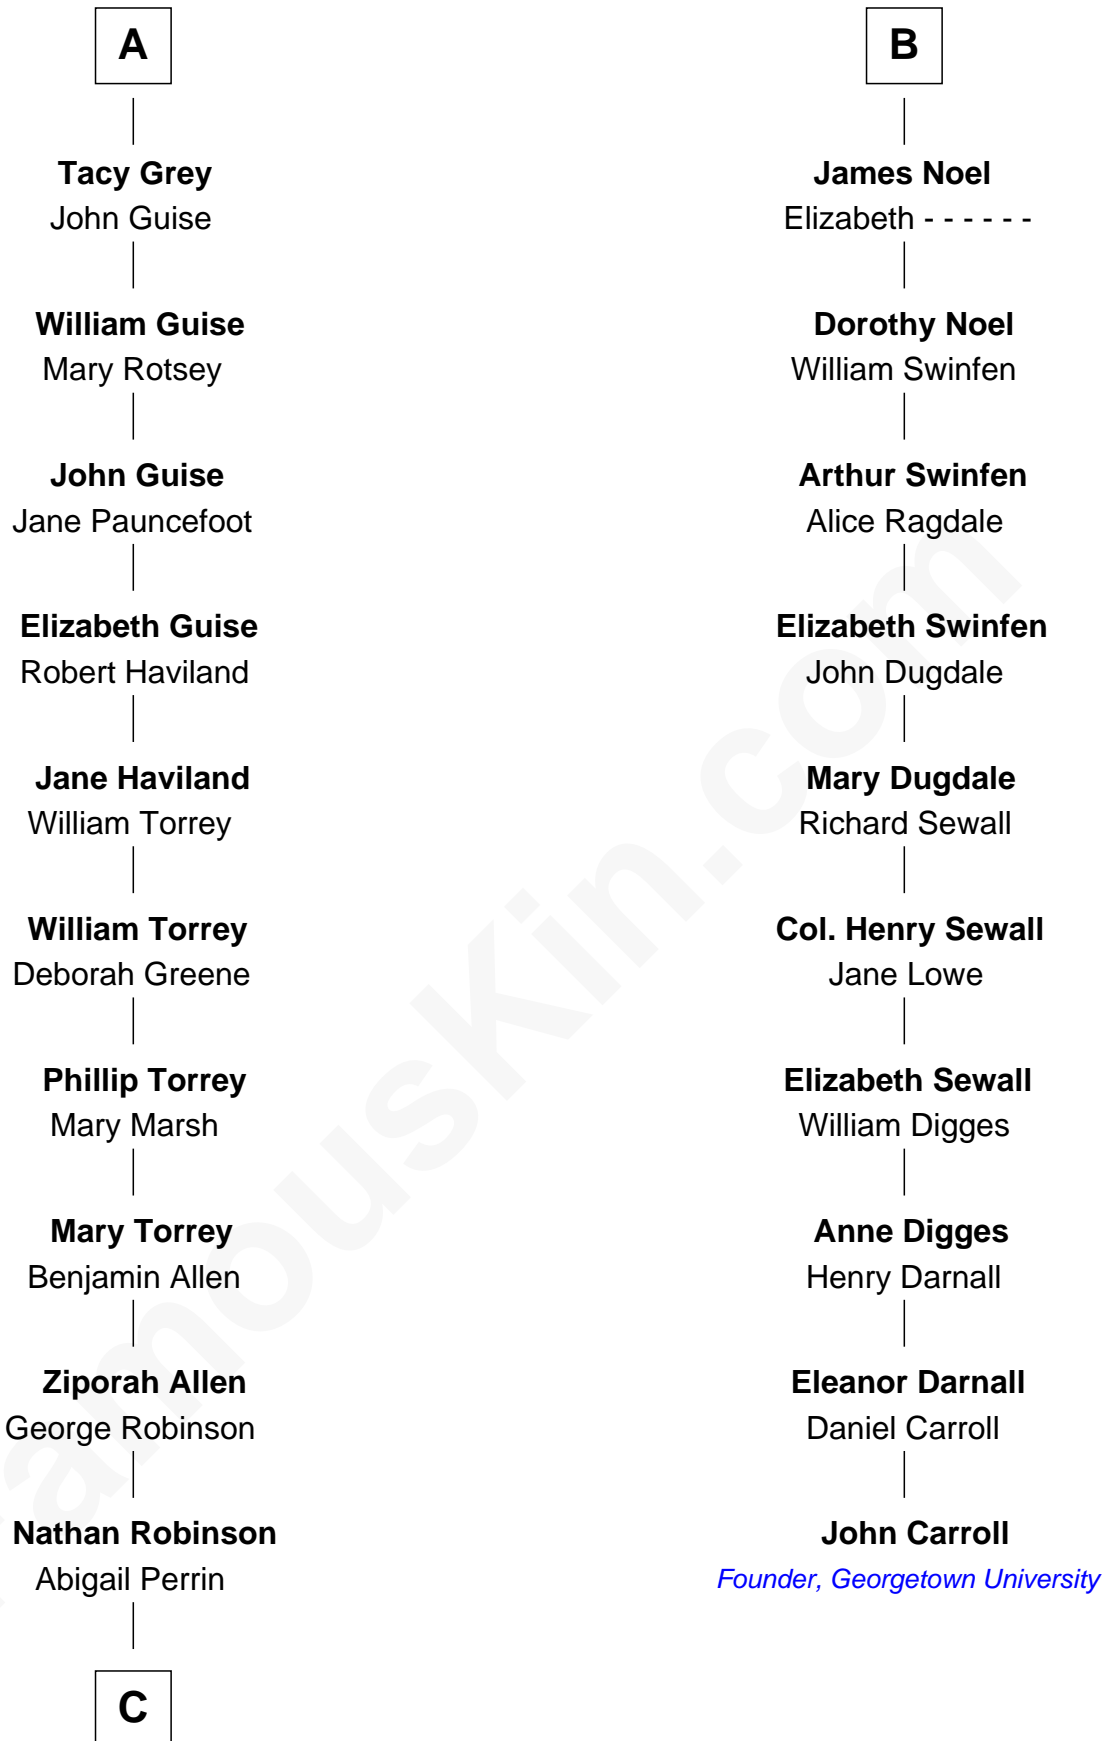 A
Tacy Grey
John Guise
William Guise
Mary Rotsey
John Guise
Jane Pauncefoot
Elizabeth Guise
Robert Haviland
Jane Haviland
William Torrey
William Torrey
Deborah Greene
Phillip Torrey
Mary Marsh
Mary Torrey
Benjamin Allen
Ziporah Allen
George Robinson
Nathan Robinson
Abigail Perrin
C
B
James Noel
Elizabeth - - - - - -
Dorothy Noel
William Swinfen
Arthur Swinfen
Alice Ragdale
Elizabeth Swinfen
John Dugdale
Mary Dugdale
Richard Sewall
Col. Henry Sewall
Jane Lowe
Elizabeth Sewall
William Digges
Anne Digges
Henry Darnall
Eleanor Darnall
Daniel Carroll
John Carroll
Founder, Georgetown University
FamousKin.com